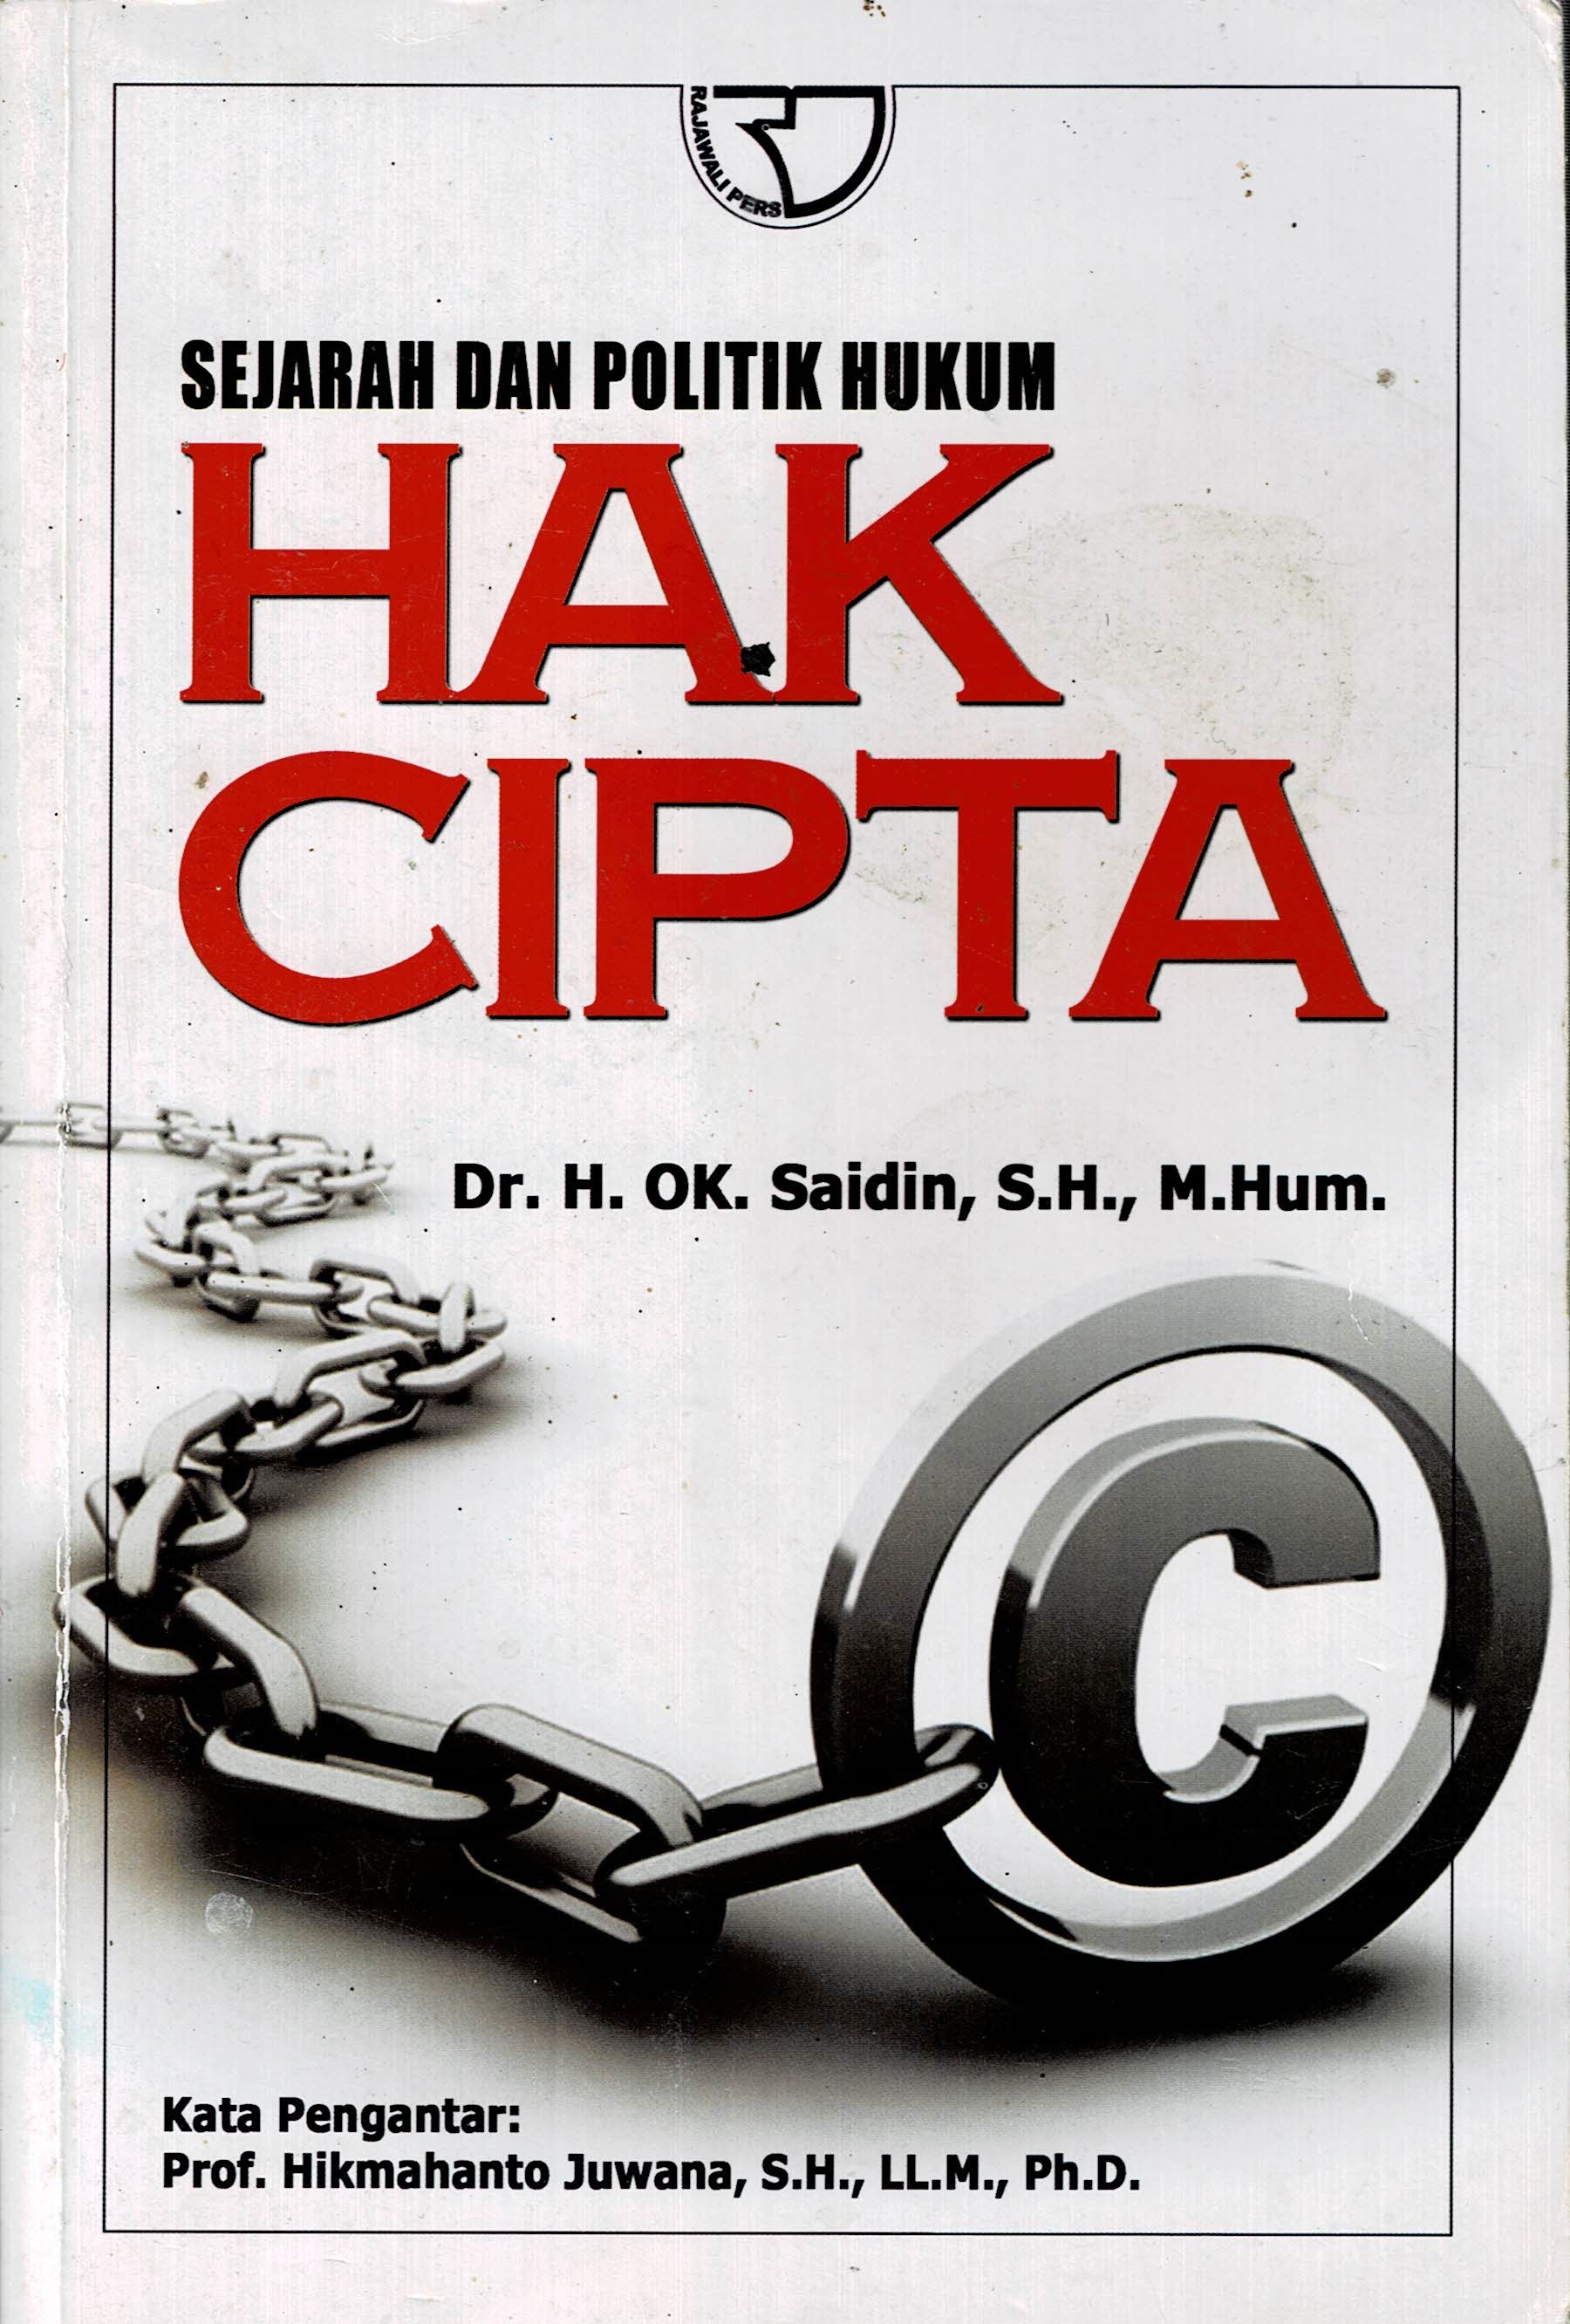 RAJAWALI PERS
SEJARAH DAN POLITIK HUKUM
HAK
CIPTA
Dr. H. OK. Saidin, S.H., M.Hum.
©
Kata Pengantar:
Prof. Hikmahanto Juwana, S.H., LL.M., Ph.D.